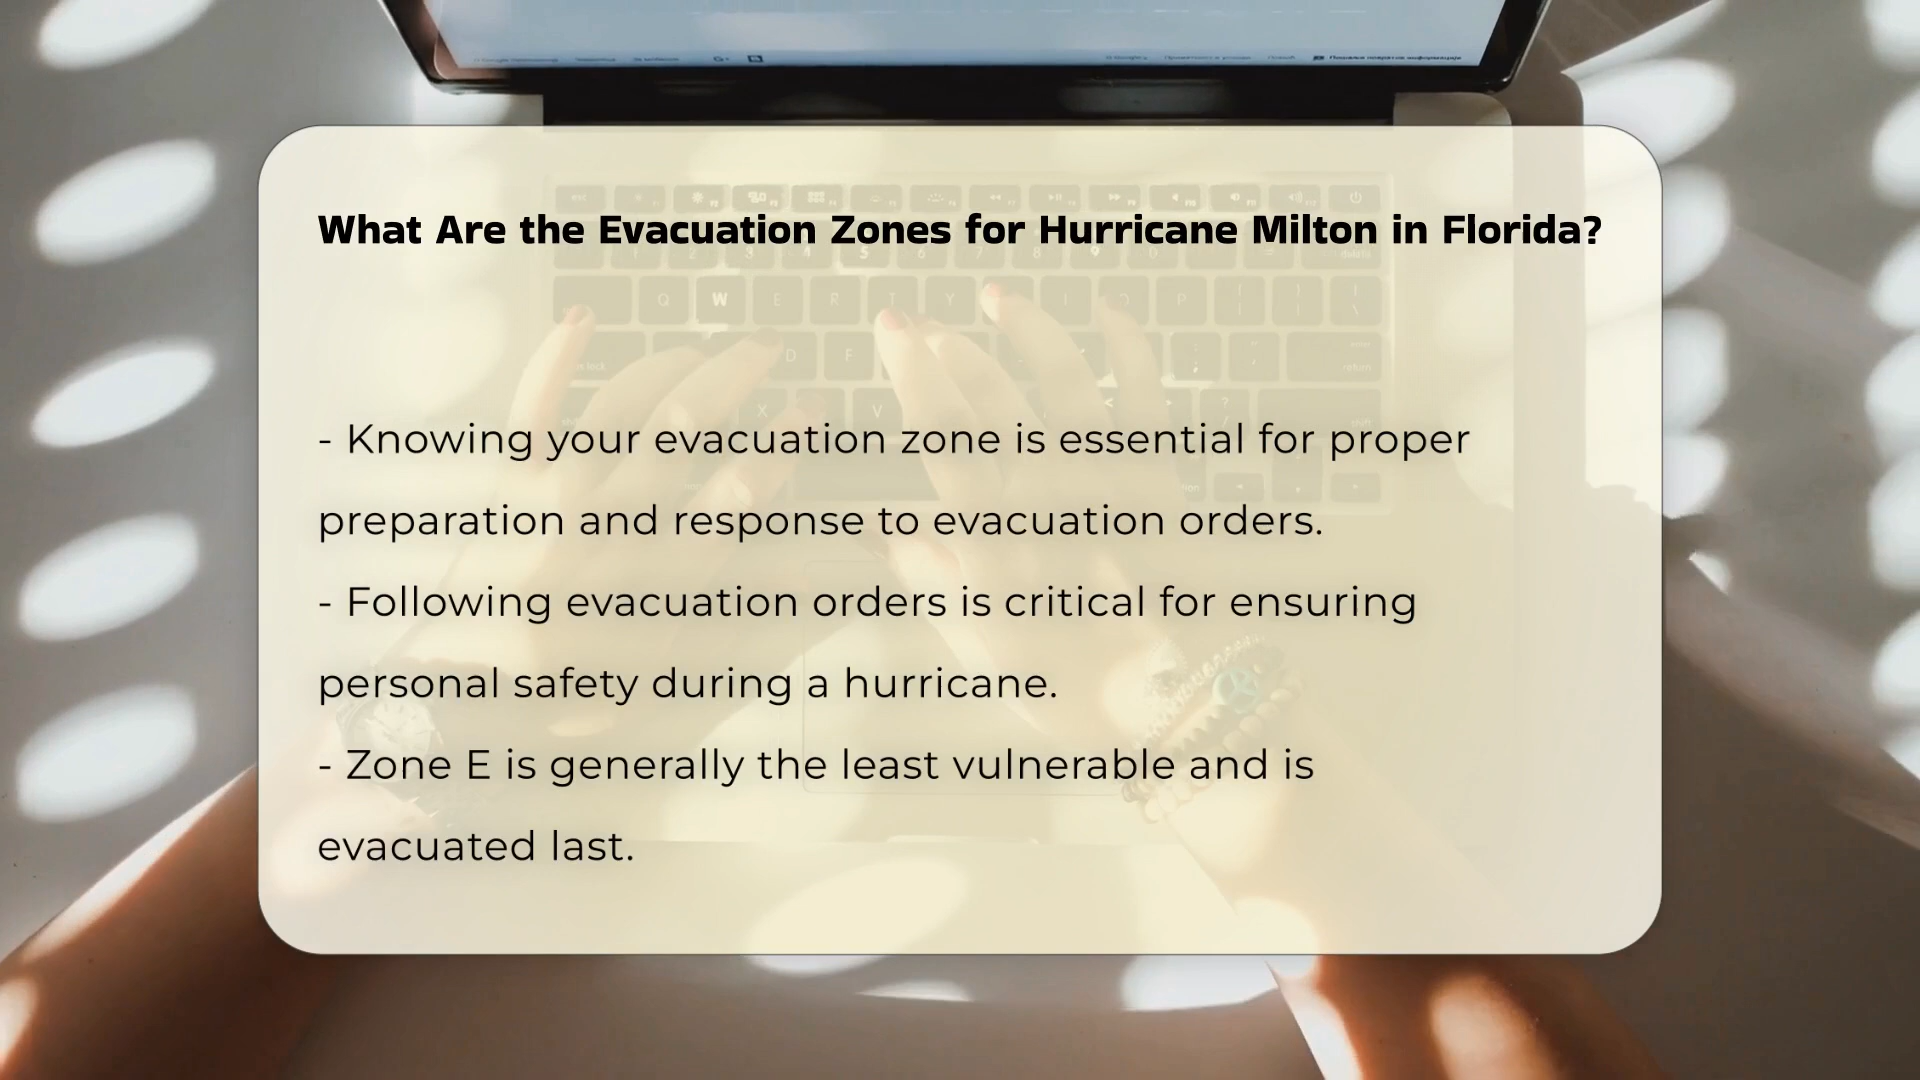 What Are the Evacuation Zones for Hurricane Milton in Florida?
- Knowing your evacuation zone is essential for proper
preparation and response to evacuation orders.
- Following evacuation orders is critical for ensuring
personal safety during a hurricane.
- Zone E is generally the least vulnerable and is
evacuated last.